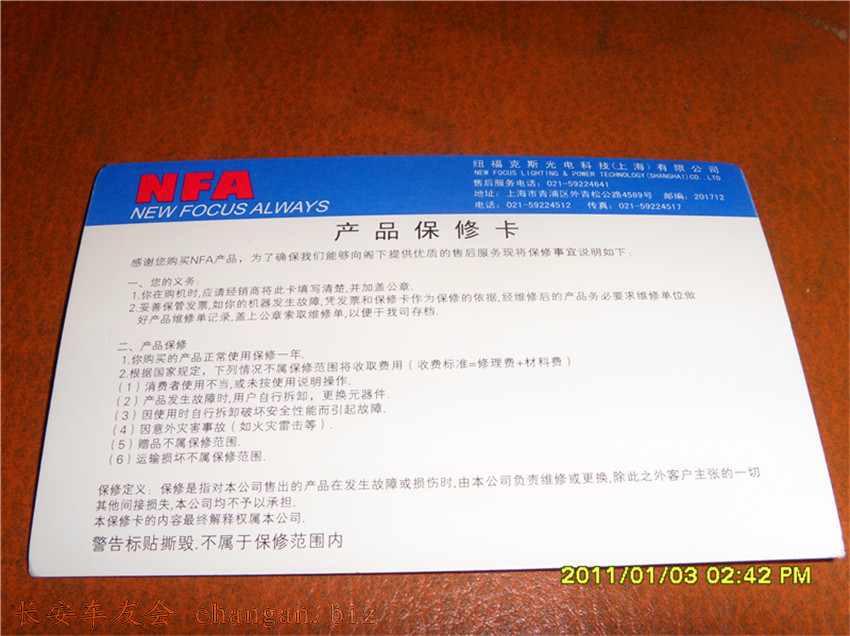 NFA
NEW FOCUS ALWAYS
纽福克斯光电科技(上海)有限公司
NEW FOCUS LIGHTING & POWER TECHNOLOGY(SHANGHAI)CO.,LTD
售后服务电话：021-59224641
地址：上海市青浦区外青松公路4589号 邮编：201712
电话：021-59224512 传真：021-59224517
产品保修卡
感谢您购买NFA产品，为了确保我们能够向阁下提供优质的售后服务现将保修事宜说明如下：
一、您的义务：
1.你在购机时,应请经销商将此卡填写清楚,并加盖公章.
2.妥善保管发票,如你的机器发生故障,凭发票和保修卡作为保修的依据,经维修后的产品务必要求维修单位做
好产品维修单记录,盖上公章索取维修单,以便于我司存档.
二、产品保修
1.你购买的产品正常使用保修一年.
2.根据国家规定，下列情况不属保修范围将收取费用（收费标准=修理费+材料费）
(1)消费者使用不当,或未按使用说明操作.
(2)产品发生故障时,用户自行拆卸，更换元器件.
(3)因使用时自行拆卸破坏安全性能而引起故障.
(4)因意外灾害事故（如火灾雷击等）.
(5)赠品不属保修范围.
(6)运输损坏不属保修范围.
保修定义：保修是指对本公司售出的产品在发生故障或损伤时,由本公司负责维修或更换,除此之外客户主张的一切
其他间接损失,本公司均不予以承担.
本保修卡的内容最终解释权属本公司.
警告标贴撕毁.不属于保修范围内
2011/01/03 02:42 PM
长安车友会 changan.biz